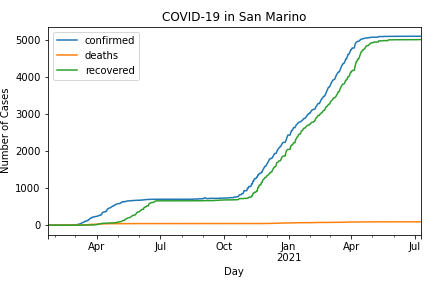 COVID-19 in San Marino
confirmed
deaths
recovered
5000
4000
3000
2000
1000
0
Number of Cases
Apr Jul Oct Jan Apr Jul
2021
Day